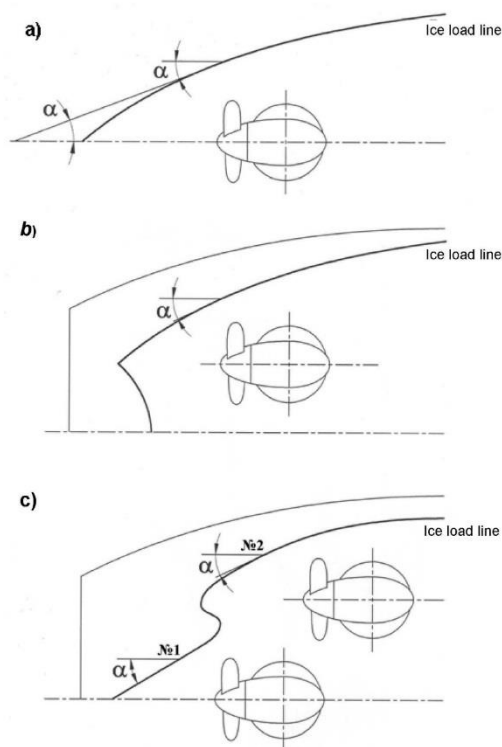 a)
Ice load line
α
α
b)
Ice load line
α
c)
Ice load line
№2
α
№1
α